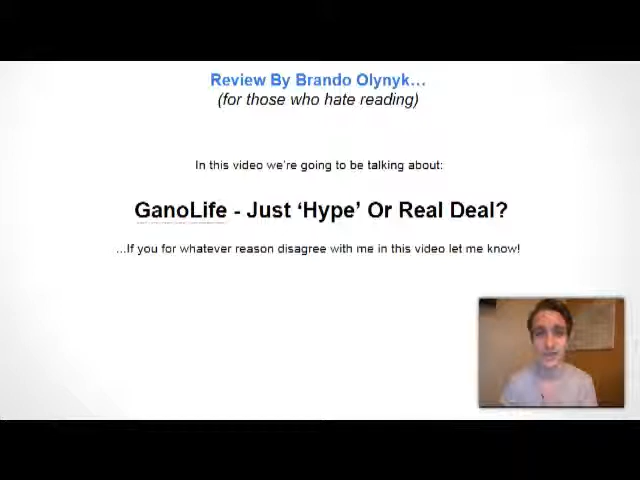 Review By Brando Olynyk…
(for those who hate reading)
In this video we're going to be talking about:
GanoLife - Just ‘Hype’ Or Real Deal?
...If you for whatever reason disagree with me in this video let me know!